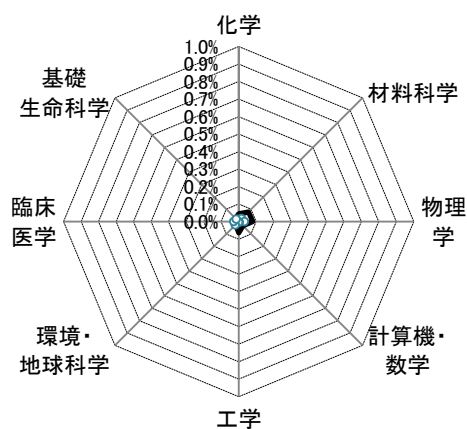 化学
1.0%
0.9%
0.8%
0.7%
0.6%
0.5%
0.4%
0.3%
0.2%
0.1%
0.0%
材料科学
物理
学
計算機・
数学
工学
環境・
地球科学
臨床
医学
基礎
生命科学